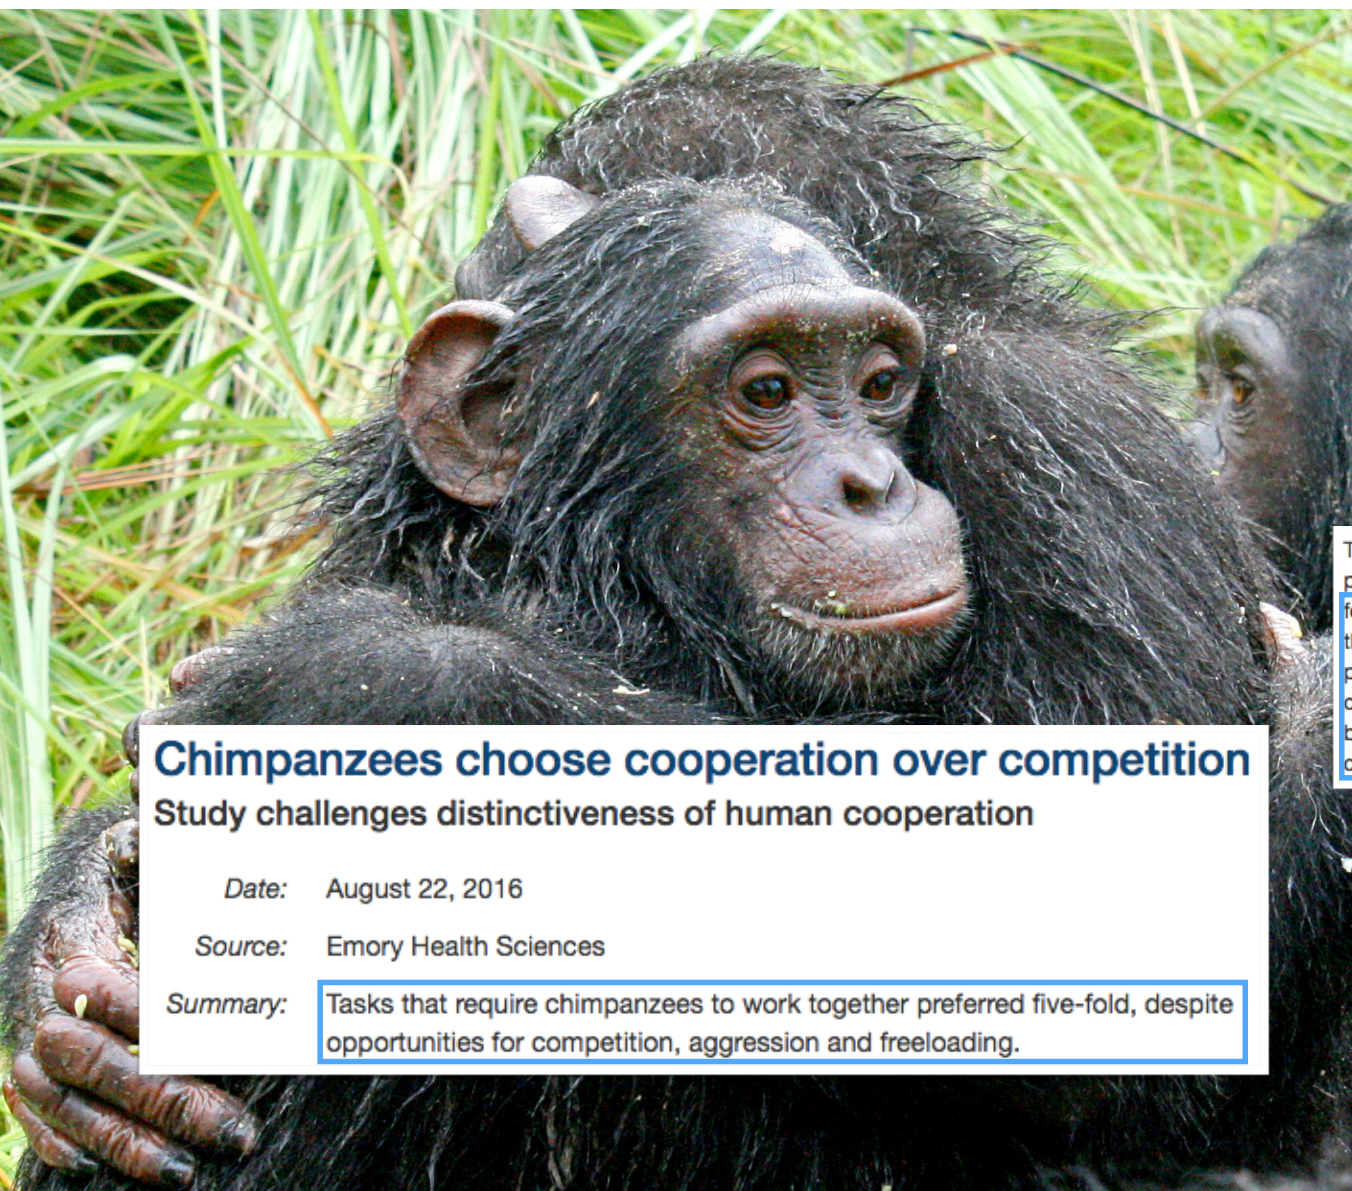 Chimpanzees choose cooperation over competition
Study challenges distinctiveness of human cooperation
Date: August 22, 2016
Source: Emory Health Sciences
Summary: Tasks that require chimpanzees to work together preferred five-fold, despite
opportunities for competition, aggression and freeloading.